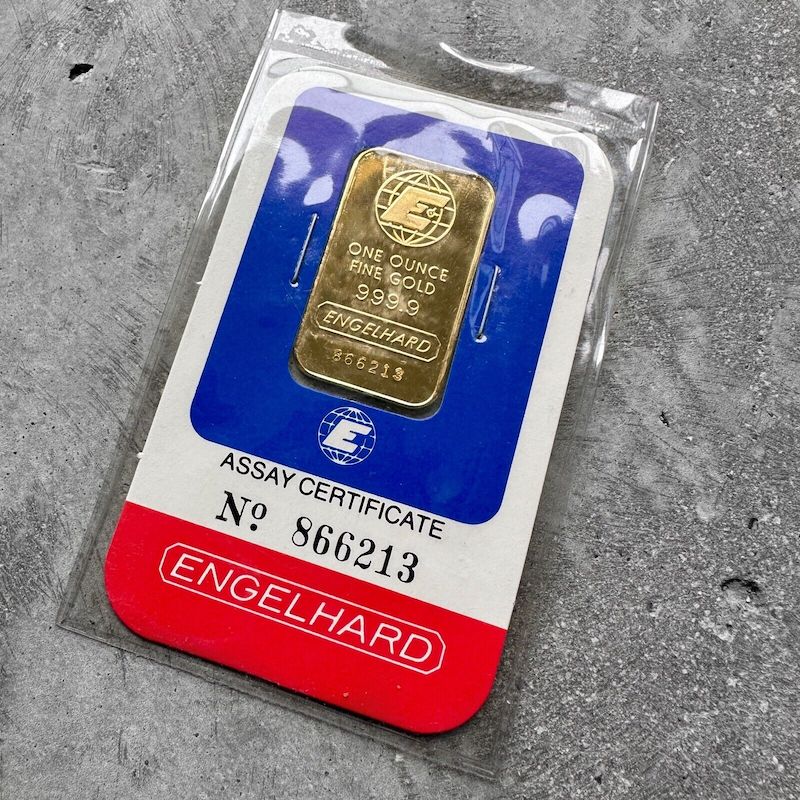 E
ONE OUNCE
FINE GOLD
999.9
ENGELHARD
866213
E
ASSAY CERTIFICATE
No. 866213
ENGELHARD